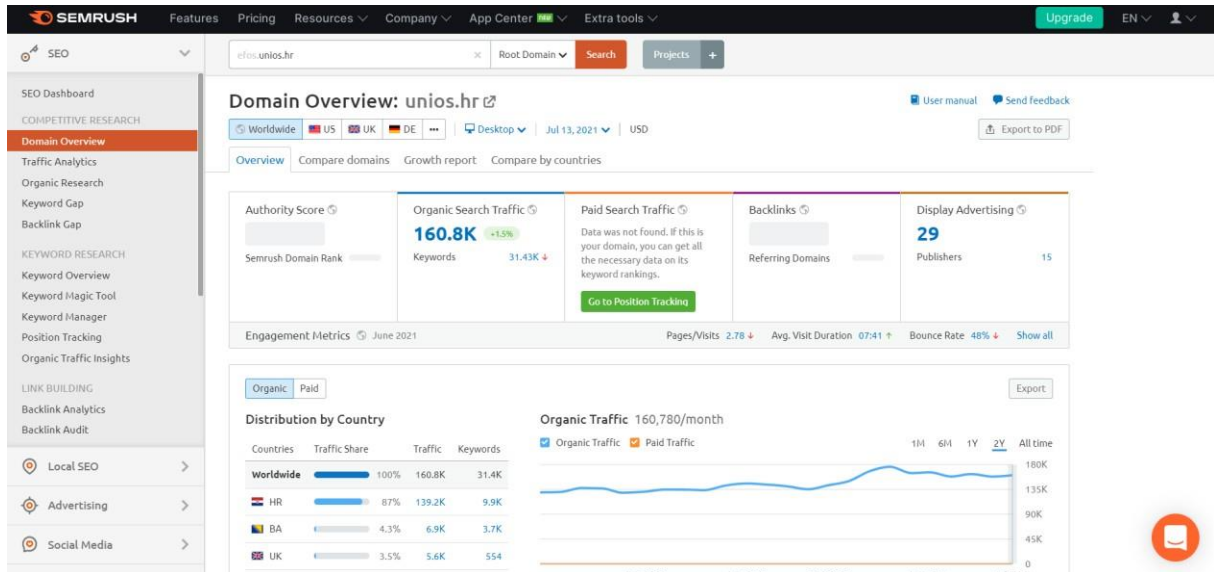 SEMRUSH
Features Pricing Resources Company App Center NEW Extra tools Upgrade EN
SEO
efos.unios.hr × Root Domain Search Projects +
SEO Dashboard
COMPETITIVE RESEARCH
Domain Overview
Traffic Analytics
Organic Research
Keyword Gap
Backlink Gap
KEYWORD RESEARCH
Keyword Overview
Keyword Magic Tool
Keyword Manager
Position Tracking
Organic Traffic Insights
LINK BUILDING
Backlink Analytics
Backlink Audit
Local SEO
Advertising
Social Media
Domain Overview: unios.hr
User manual Send feedback
Worldwide US UK DE ... Desktop Jul 13, 2021 USD
Export to PDF
Overview Compare domains Growth report Compare by countries
Authority Score
Semrush Domain Rank
Organic Search Traffic
160.8K +1.5%
Keywords 31.43K ↓
Paid Search Traffic
Data was not found. If this is
your domain, you can get all
the necessary data on its
keyword rankings.
Go to Position Tracking
Backlinks
Referring Domains
Display Advertising
29
Publishers 15
Engagement Metrics June 2021 Pages/Visits 2.78 ↓ Avg. Visit Duration 07:41 ↑ Bounce Rate 48% ↓ Show all
Organic Paid Export
Distribution by Country
Countries Traffic Share Traffic Keywords
Worldwide 100% 160.8K 31.4K
HR 87% 139.2K 9.9K
BA 4.3% 6.9K 3.7K
UK 3.5% 5.6K 554
Organic Traffic 160,780/month
Organic Traffic Paid Traffic 1M 6M 1Y 2Y All time
180K
135K
90K
45K
0